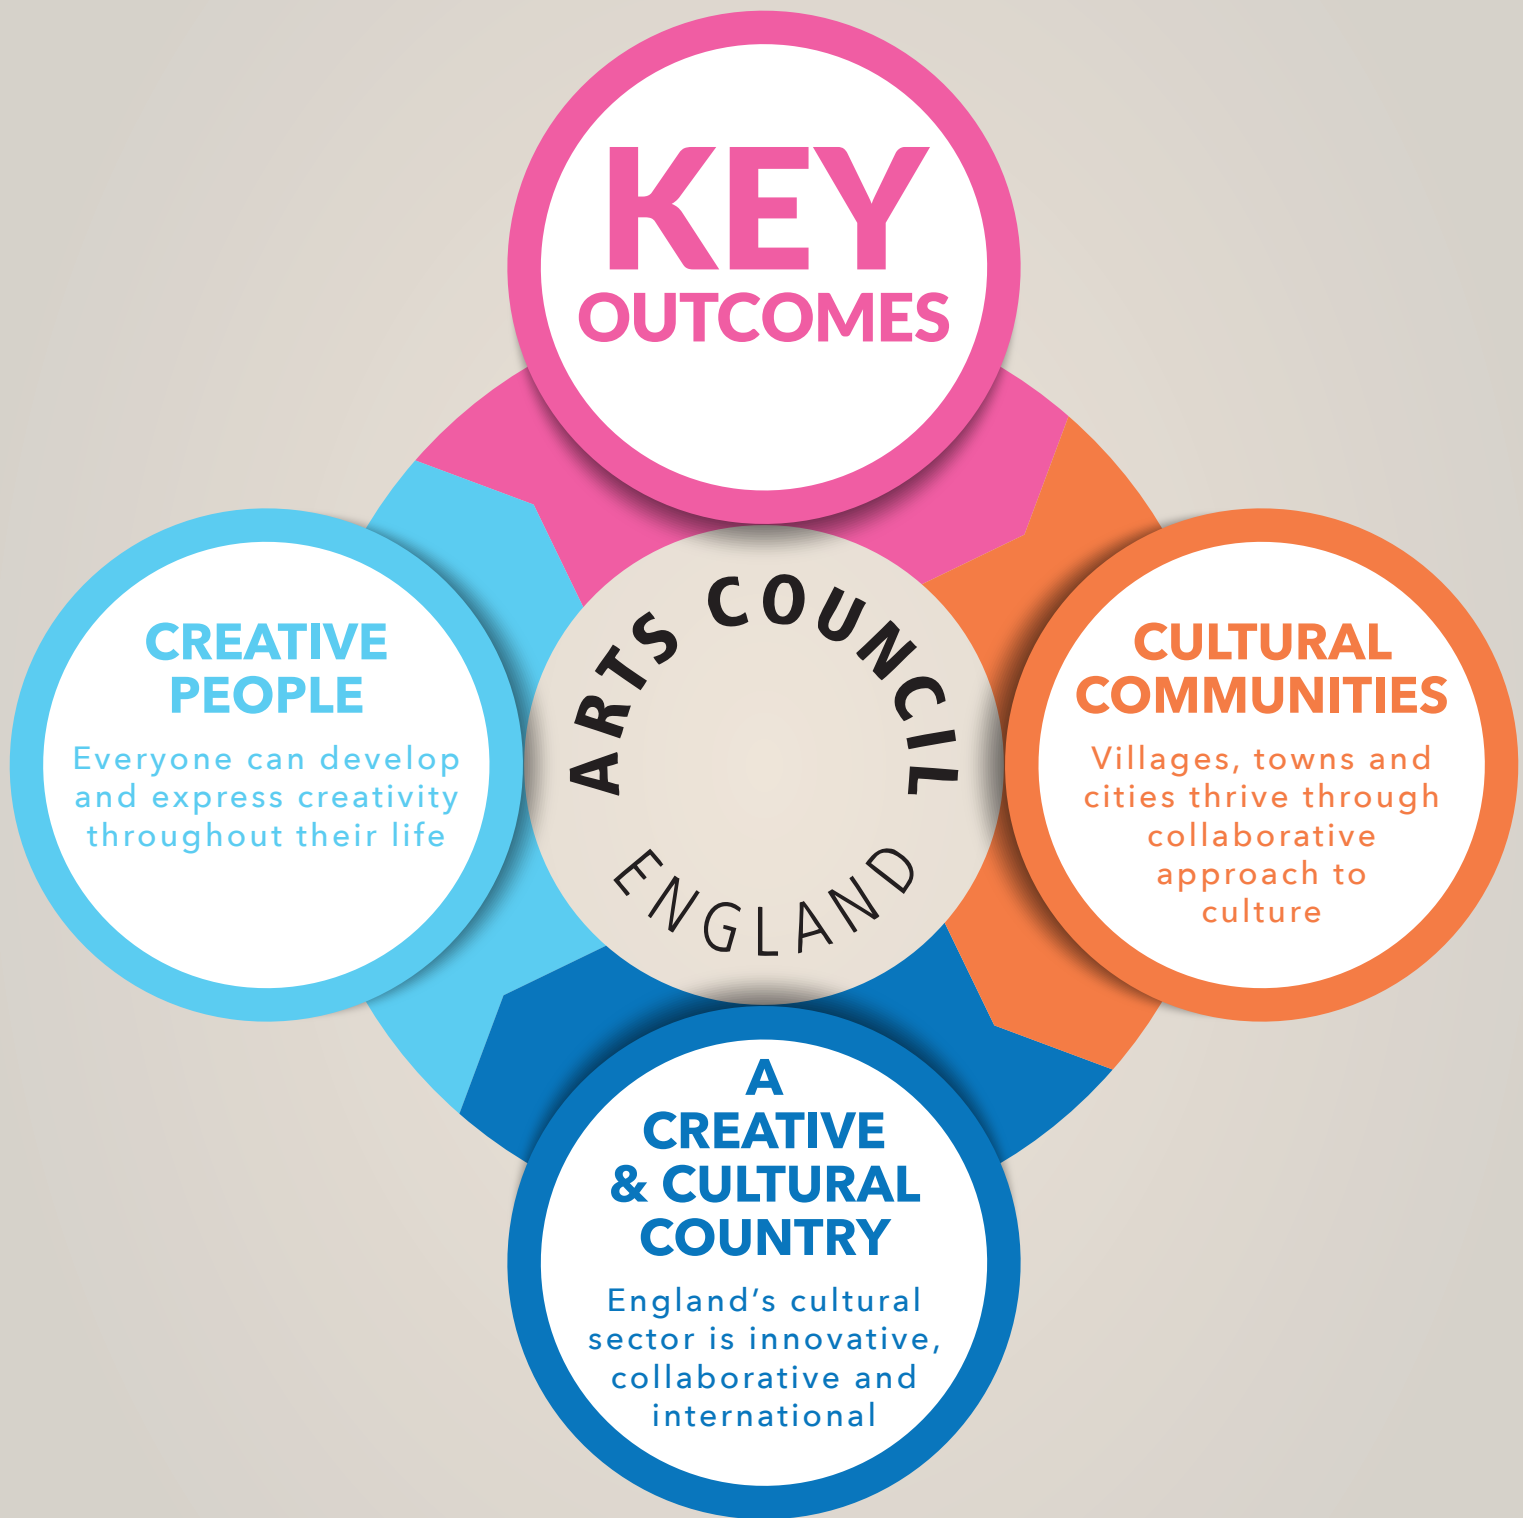 KEY
OUTCOMES
ARTS COUNCIL
ENGLAND
CREATIVE
PEOPLE
Everyone can develop
and express creativity
throughout their life
CULTURAL
COMMUNITIES
Villages, towns and
cities thrive through
collaborative
approach to
culture
A
CREATIVE
& CULTURAL
COUNTRY
England’s cultural
sector is innovative,
collaborative and
international